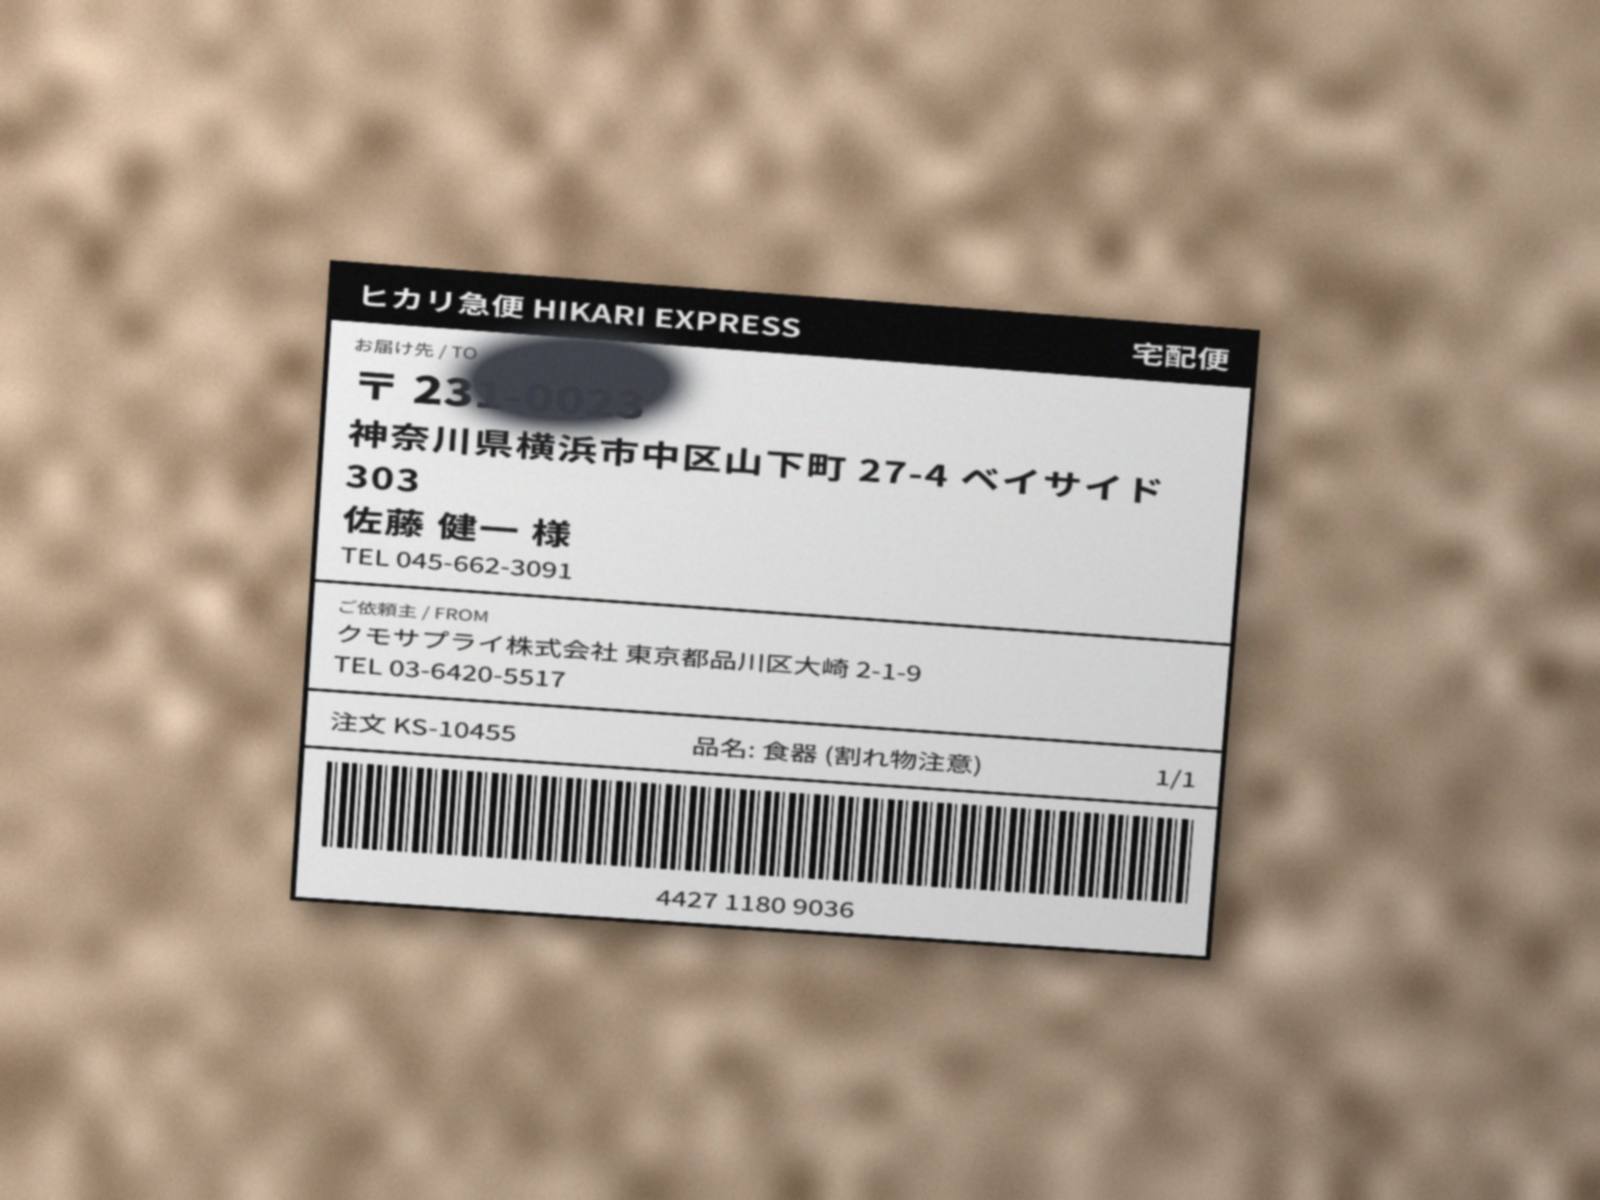 ヒカリ急便 HIKARI EXPRESS
宅配便
お届け先 / TO
〒 231-0023
神奈川県横浜市中区山下町 27-4 ベイサイド
303
佐藤 健一 様
TEL 045-662-3091
ご依頼主 / FROM
クモサプライ株式会社 東京都品川区大崎 2-1-9
TEL 03-6420-5517
注文 KS-10455
品名: 食器 (割れ物注意)
1/1
4427 1180 9036